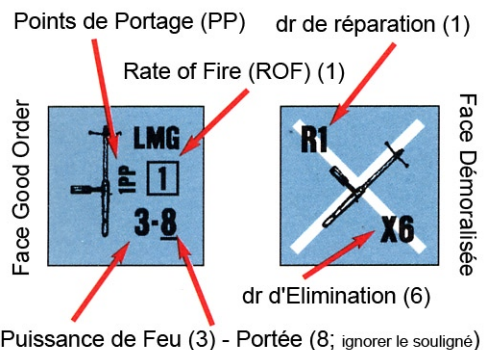 Points de Portage (PP)
dr de réparation (1)
Rate of Fire (ROF) (1)
Face Good Order
LMG
1PP
1
3-8
R1
X6
Face Démoralisée
dr d'Elimination (6)
Puissance de Feu (3) - Portée (8; ignorer le souligné)